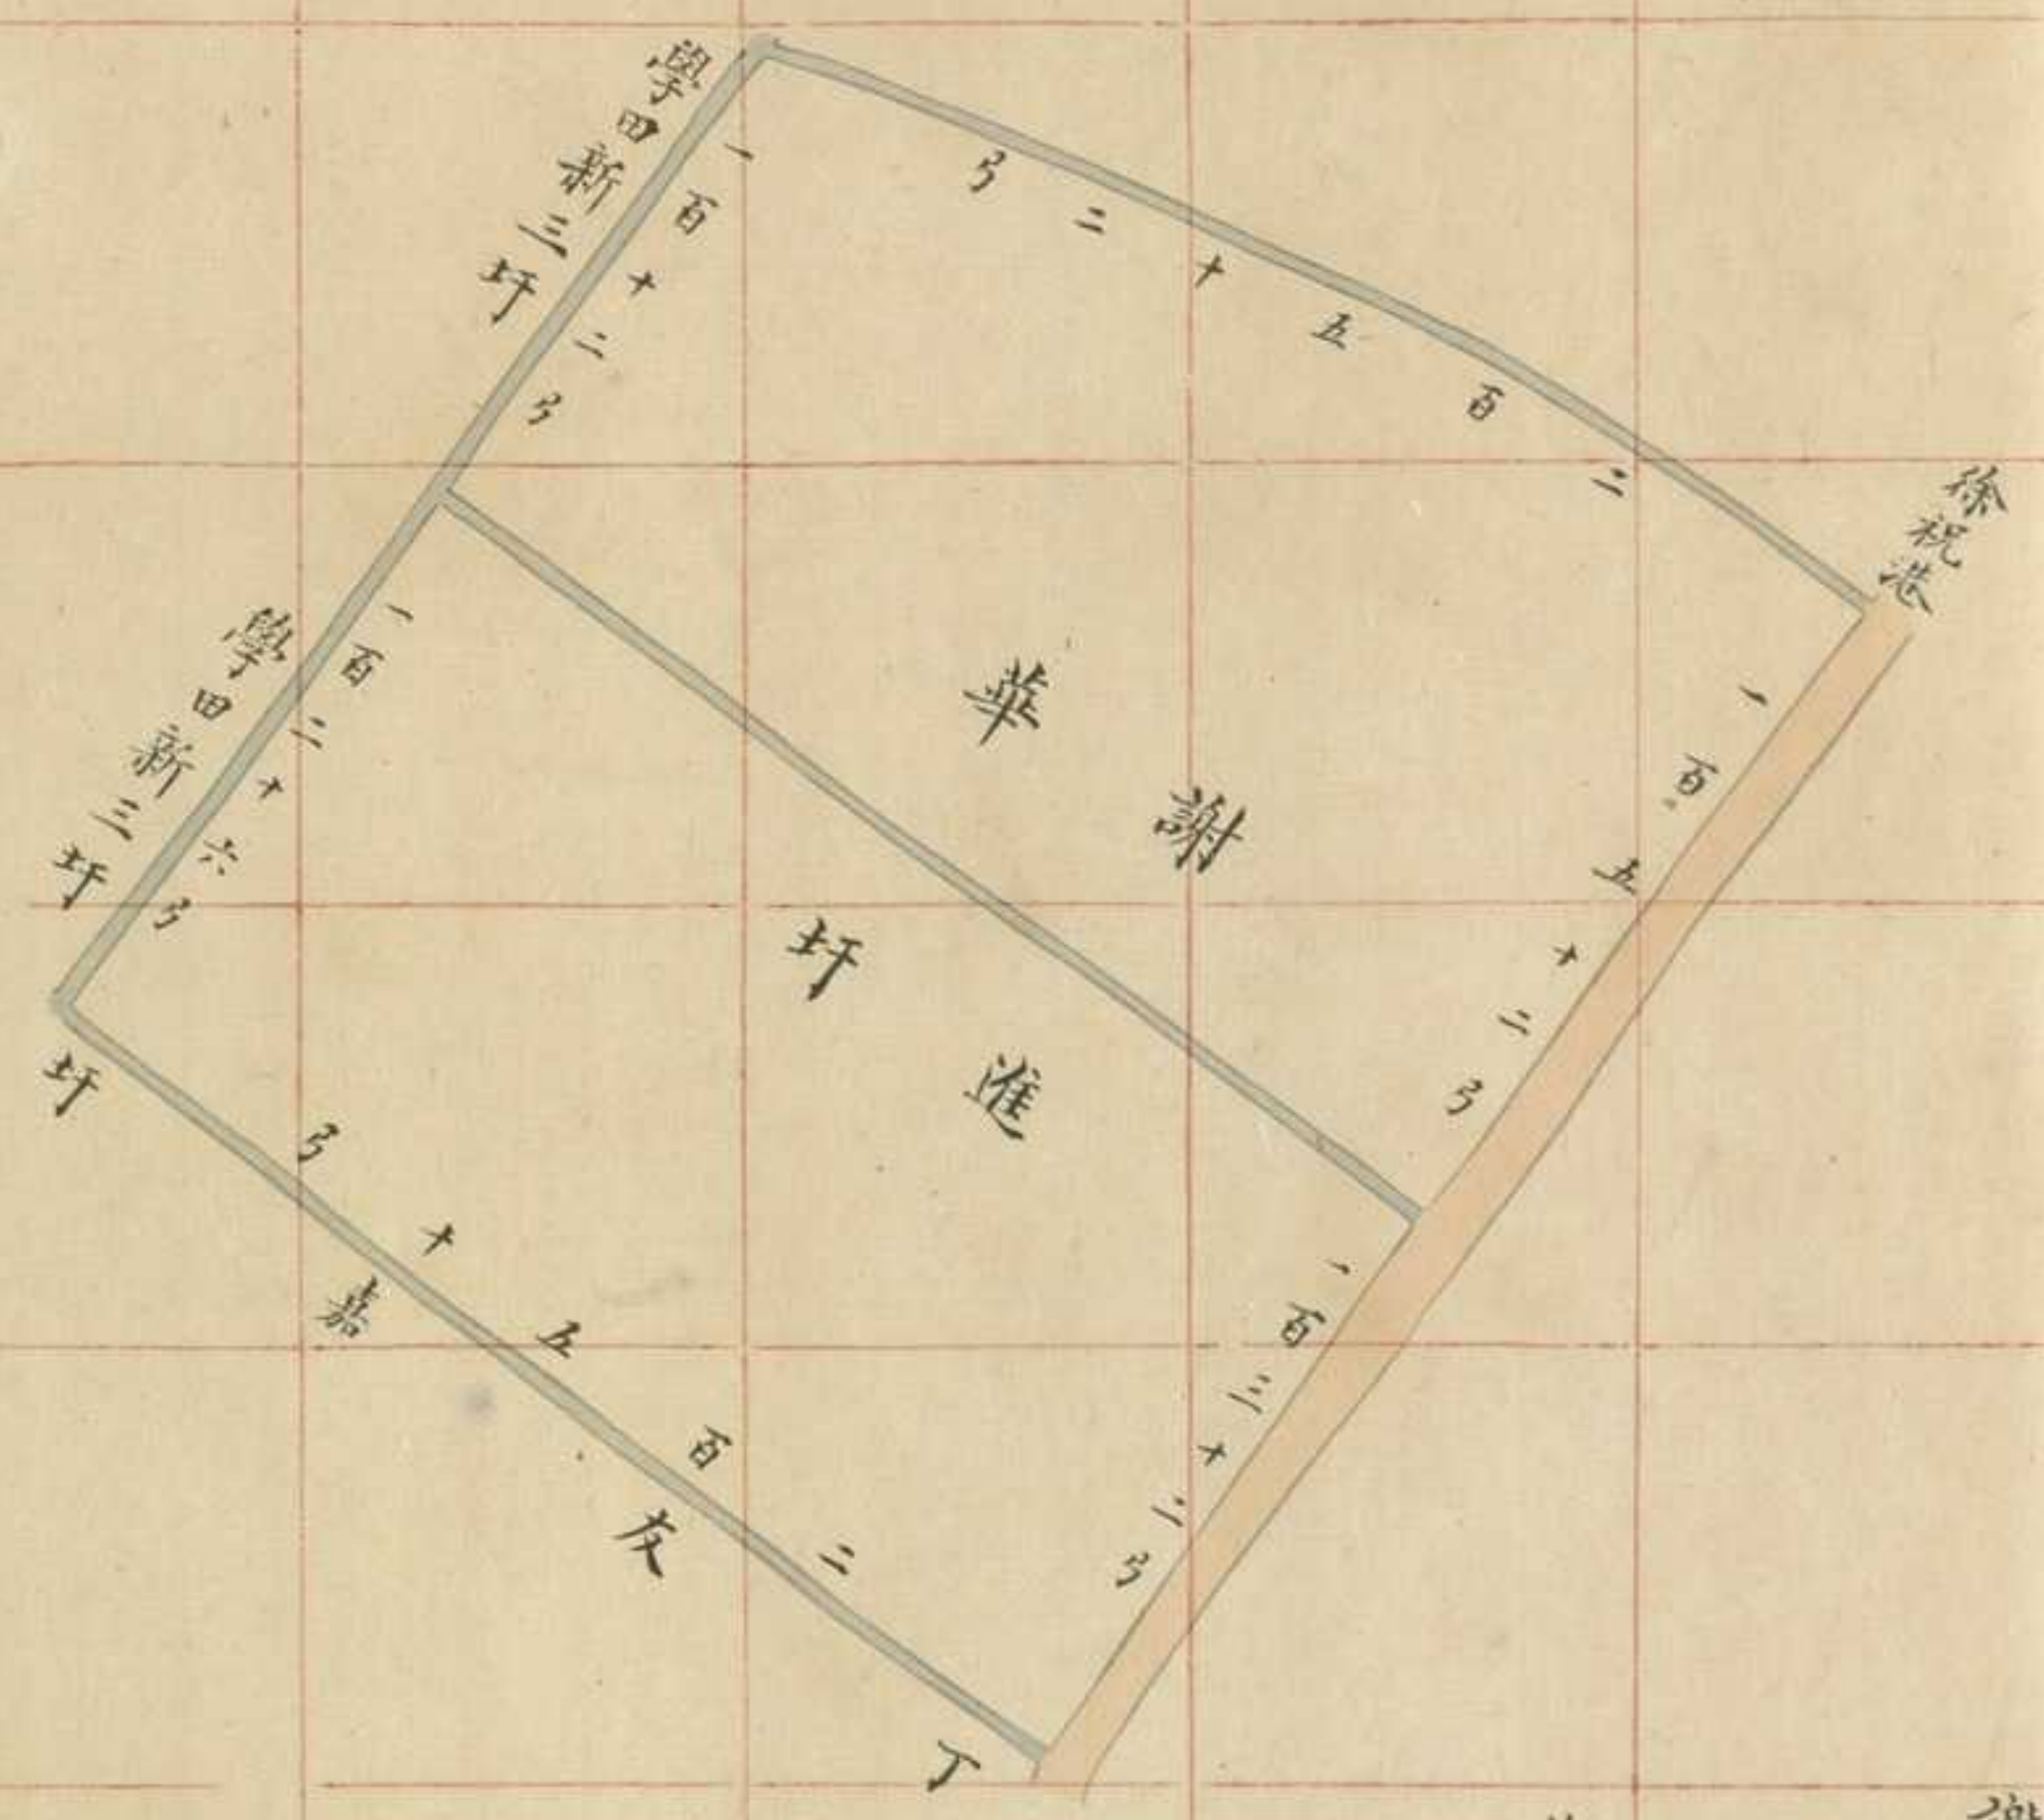 徐祝港
二百五十二弓
一百五十二弓
一百三十二弓
謝華進圩
學田新三圩
一百十二弓
學田新三圩
一百二十六弓
二百五十弓
丁友嘉圩